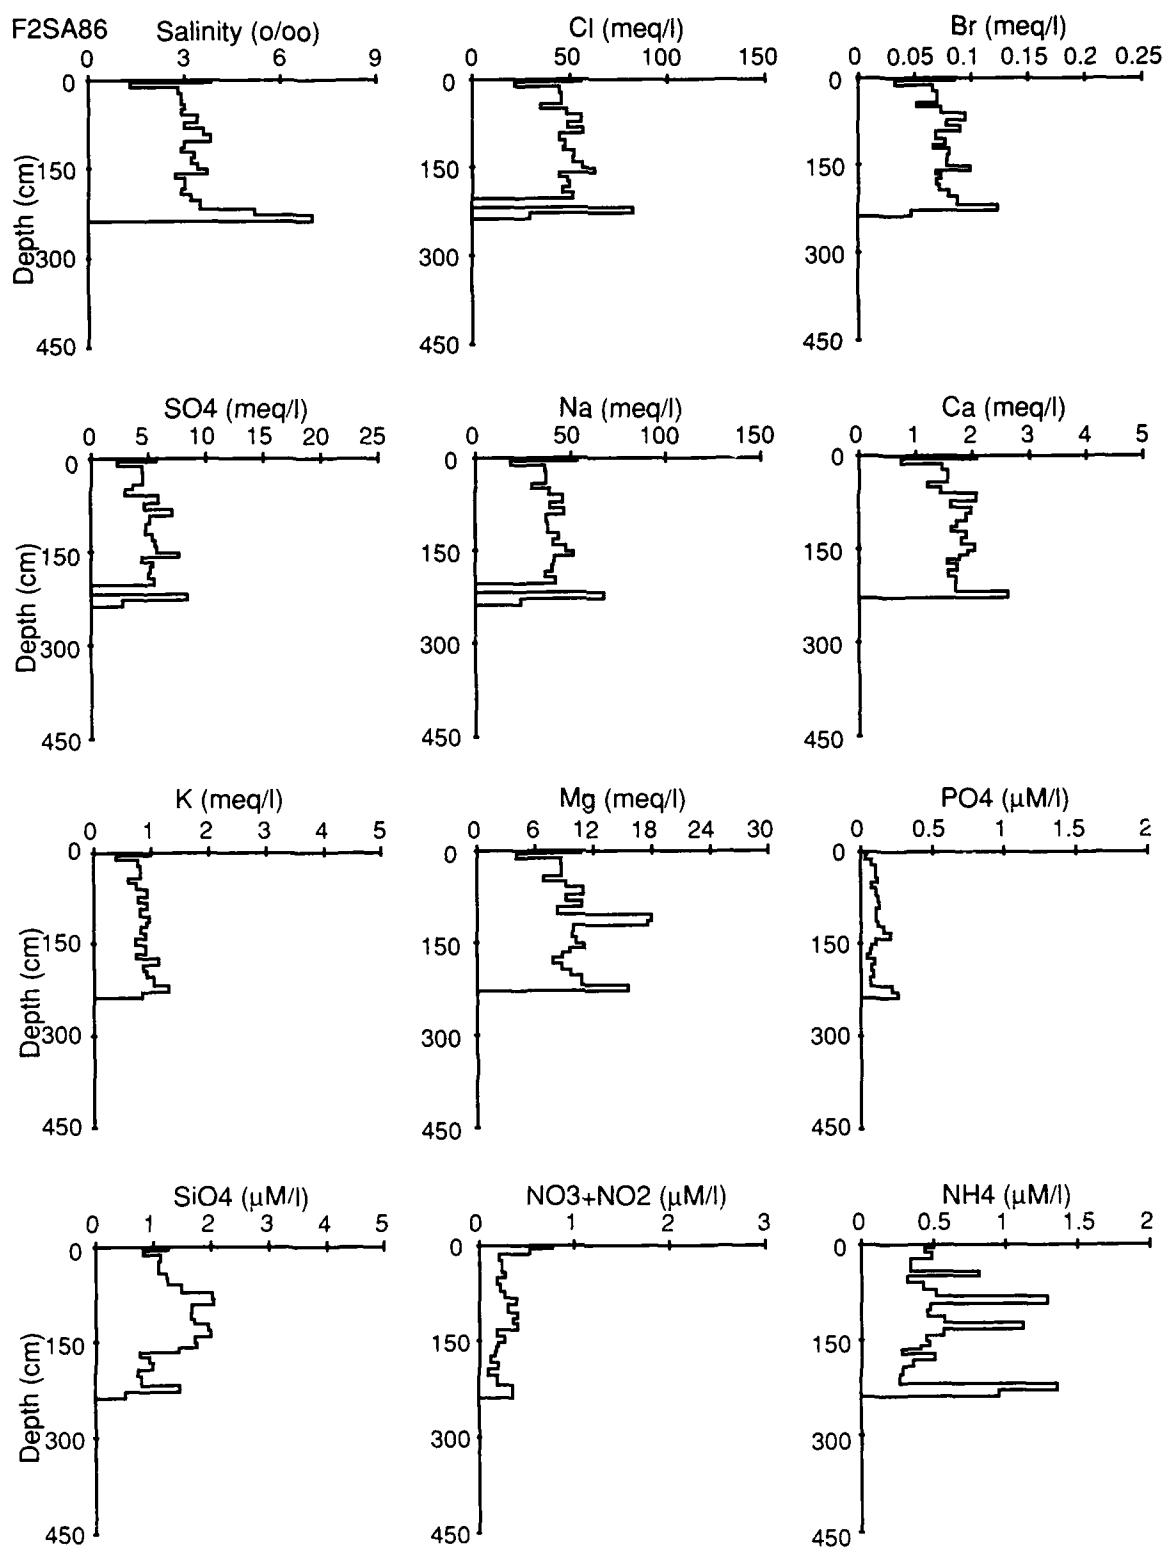 F2SA86
Salinity (o/oo)
0 3 6 9
0
150
300
450
Depth (cm)
Cl (meq/l)
0 50 100 150
0
150
300
450
Br (meq/l)
0 0.05 0.1 0.15 0.2 0.25
0
150
300
450
SO4 (meq/l)
0 5 10 15 20 25
0
150
300
450
Depth (cm)
Na (meq/l)
0 50 100 150
0
150
300
450
Ca (meq/l)
0 1 2 3 4 5
0
150
300
450
K (meq/l)
0 1 2 3 4 5
0
150
300
450
Depth (cm)
Mg (meq/l)
0 6 12 18 24 30
0
150
300
450
PO4 (μM/l)
0 0.5 1 1.5 2
0
150
300
450
SiO4 (μM/l)
0 1 2 3 4 5
0
150
300
450
Depth (cm)
NO3+NO2 (μM/l)
0 1 2 3
0
150
300
450
NH4 (μM/l)
0 0.5 1 1.5 2
0
150
300
450